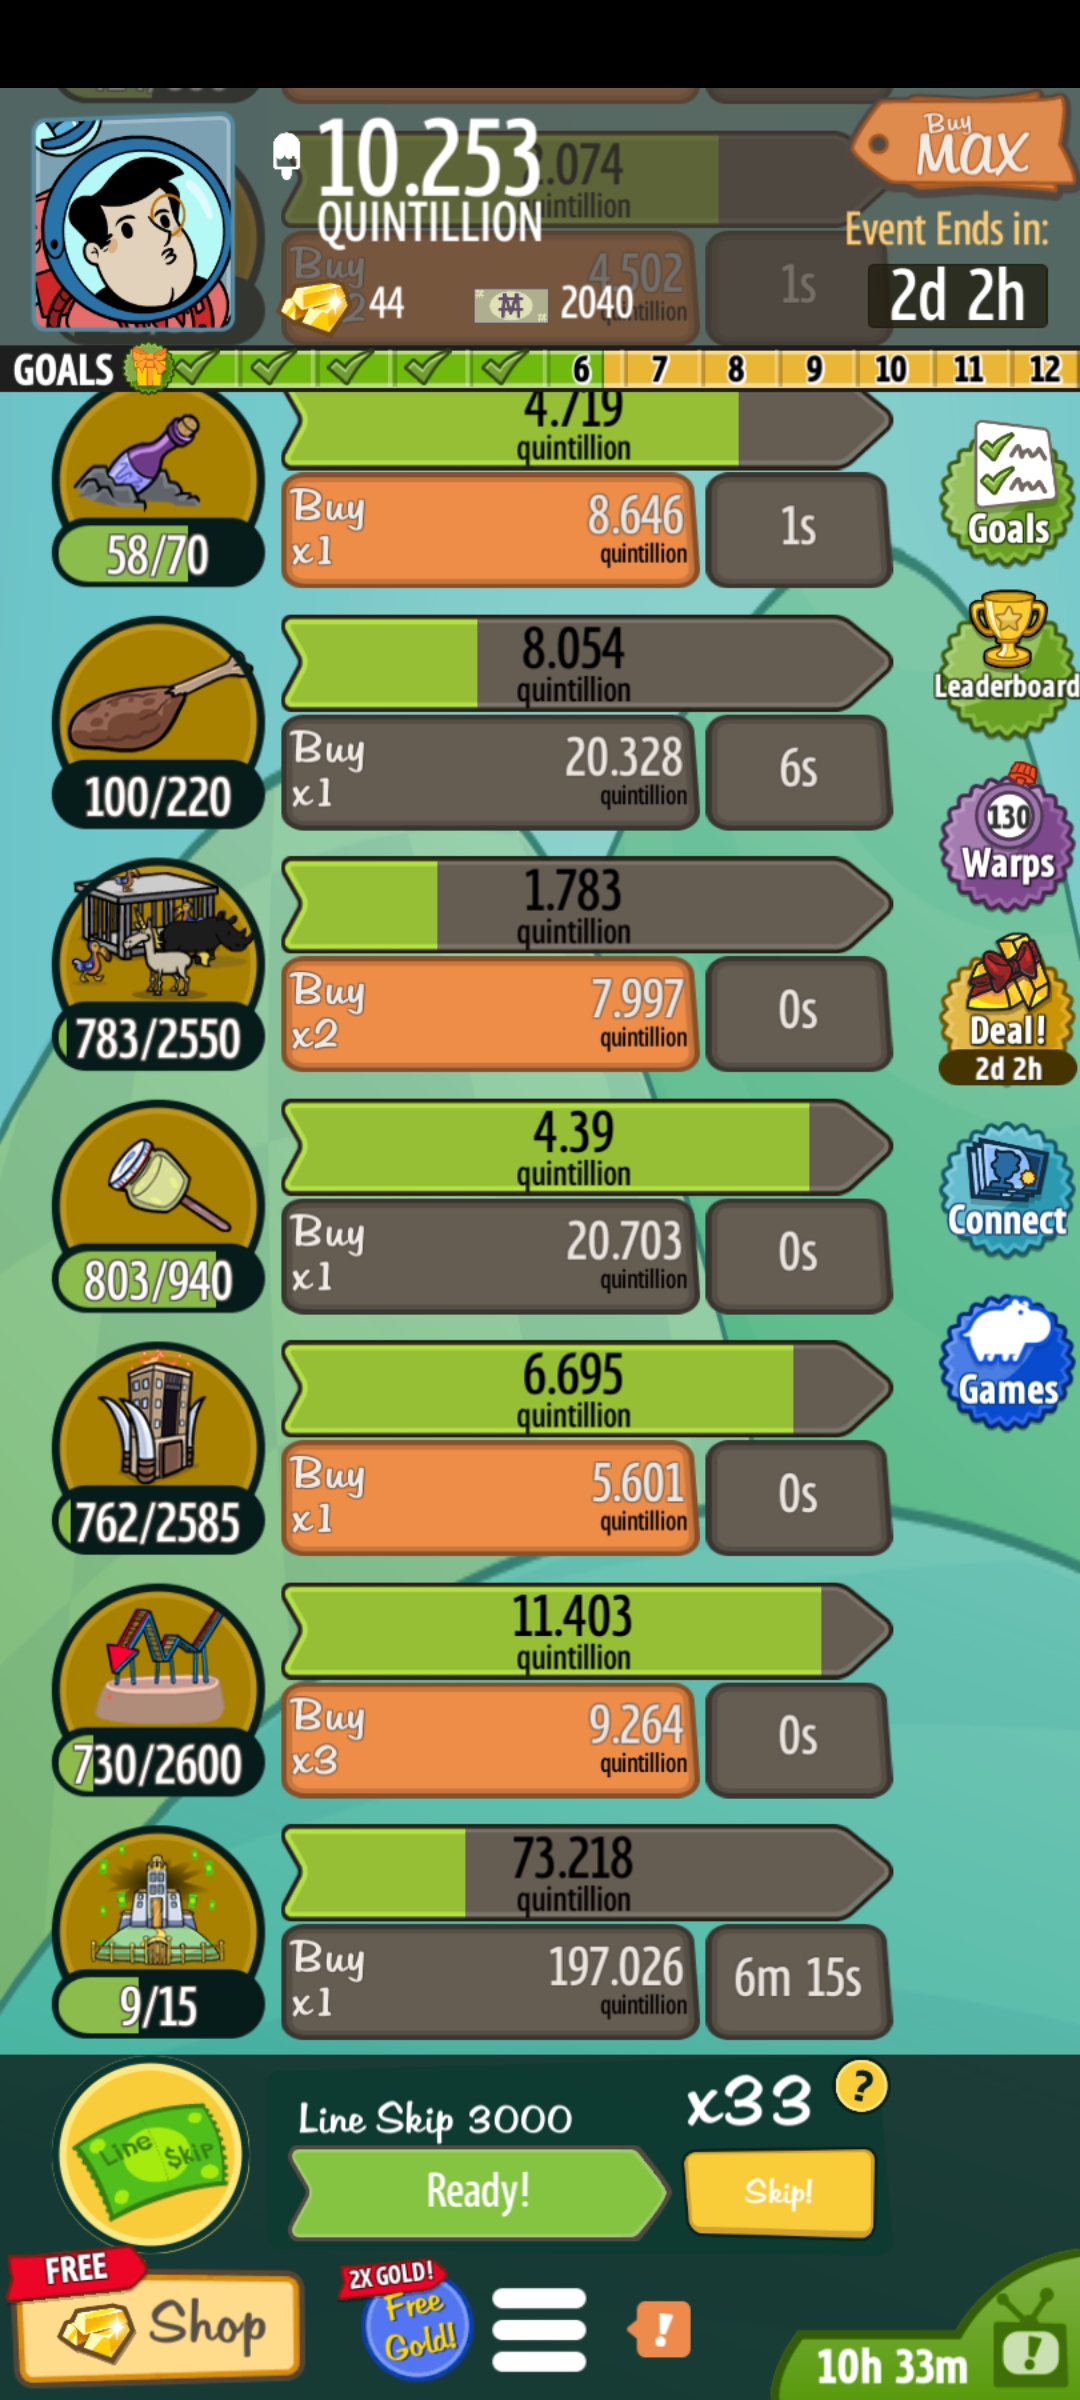 10.253
QUINTILLION
44
2040
2.074
quintillion
Buy
4.502
quintillion
1s
Buy
MAX
Event Ends in:
2d 2h
GOALS
6
7
8
9
10
11
12
4.719
quintillion
58/70
Buy
x1
8.646
quintillion
1s
Goals
Leaderboard
8.054
quintillion
100/220
Buy
x1
20.328
quintillion
6s
130
Warps
1.783
quintillion
783/2550
Buy
x2
7.997
quintillion
0s
Deal!
2d 2h
4.39
quintillion
803/940
Buy
x1
20.703
quintillion
0s
Connect
6.695
quintillion
762/2585
Buy
x1
5.601
quintillion
0s
Games
11.403
quintillion
730/2600
Buy
x3
9.264
quintillion
0s
73.218
quintillion
9/15
Buy
x1
197.026
quintillion
6m 15s
Line $kip
Line Skip 3000
x33
?
Ready!
Skip!
FREE
Shop
2X GOLD!
Free
Gold!
!
10h 33m
!